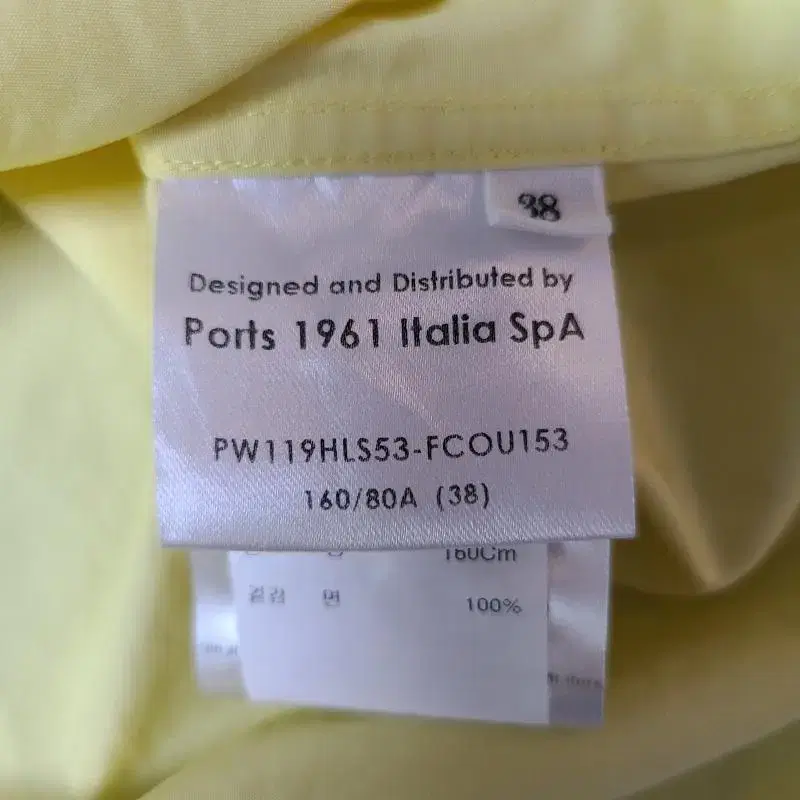 38
Designed and Distributed by
Ports 1961 Italia SpA
PW119HLS53-FCOU153
160/80A (38)
160Cm
겉감 면 100%